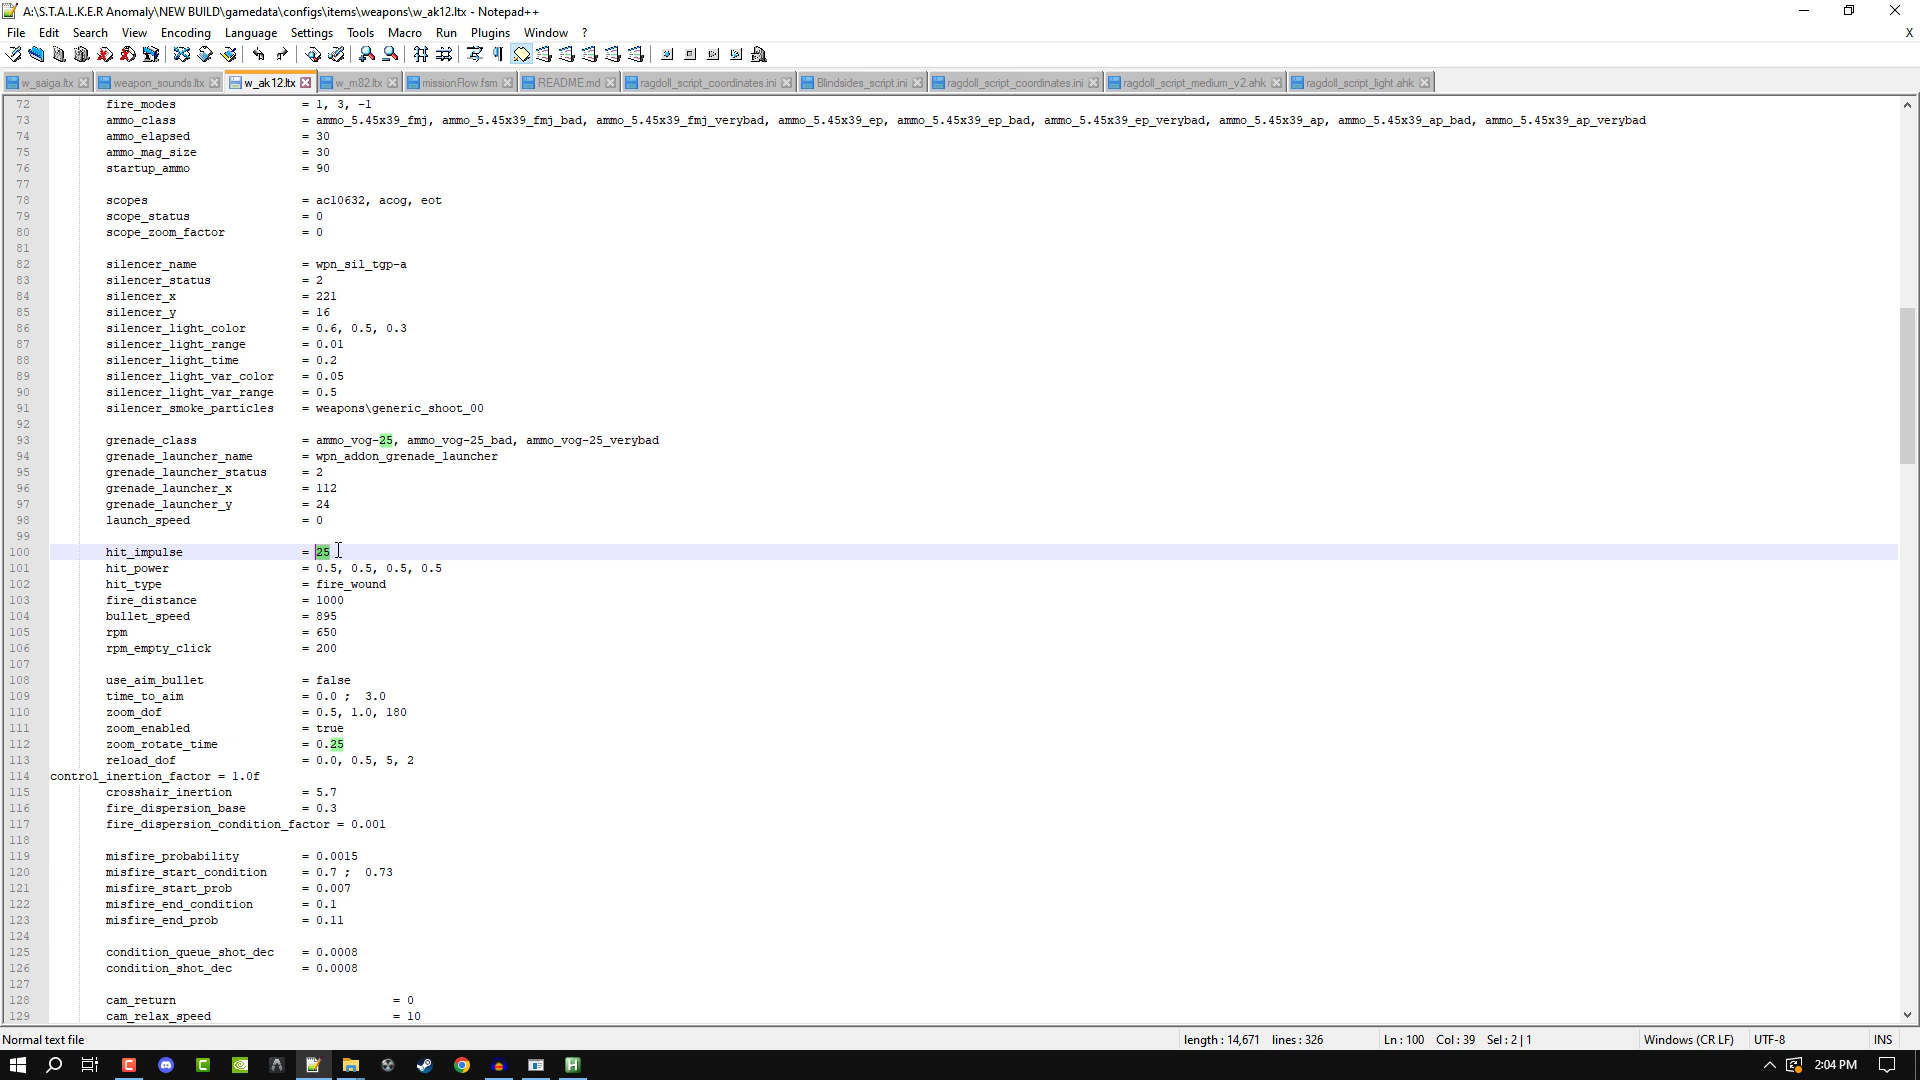 A:\S.T.A.L.K.E.R Anomaly\NEW BUILD\gamedata\configs\items\weapons\w_ak12.ltx - Notepad++
File Edit Search View Encoding Language Settings Tools Macro Run Plugins Window ? X
w_saiga.ltx weapon_sounds.ltx w_ak12.ltx w_m82.ltx missionFlow.fsm README.md ragdoll_script_coordinates.ini Blindsides_script.ini ragdoll_script_coordinates.ini ragdoll_script_medium_v2.ahk ragdoll_script_light.ahk
72 fire_modes = 1, 3, -1
73 ammo_class = ammo_5.45x39_fmj, ammo_5.45x39_fmj_bad, ammo_5.45x39_fmj_verybad, ammo_5.45x39_ep, ammo_5.45x39_ep_bad, ammo_5.45x39_ep_verybad, ammo_5.45x39_ap, ammo_5.45x39_ap_bad, ammo_5.45x39_ap_verybad
74 ammo_elapsed = 30
75 ammo_mag_size = 30
76 startup_ammo = 90
77
78 scopes = ac10632, acog, eot
79 scope_status = 0
80 scope_zoom_factor = 0
81
82 silencer_name = wpn_sil_tgp-a
83 silencer_status = 2
84 silencer_x = 221
85 silencer_y = 16
86 silencer_light_color = 0.6, 0.5, 0.3
87 silencer_light_range = 0.01
88 silencer_light_time = 0.2
89 silencer_light_var_color = 0.05
90 silencer_light_var_range = 0.5
91 silencer_smoke_particles = weapons\generic_shoot_00
92
93 grenade_class = ammo_vog-25, ammo_vog-25_bad, ammo_vog-25_verybad
94 grenade_launcher_name = wpn_addon_grenade_launcher
95 grenade_launcher_status = 2
96 grenade_launcher_x = 112
97 grenade_launcher_y = 24
98 launch_speed = 0
99
100 hit_impulse = 25
101 hit_power = 0.5, 0.5, 0.5, 0.5
102 hit_type = fire_wound
103 fire_distance = 1000
104 bullet_speed = 895
105 rpm = 650
106 rpm_empty_click = 200
107
108 use_aim_bullet = false
109 time_to_aim = 0.0 ; 3.0
110 zoom_dof = 0.5, 1.0, 180
111 zoom_enabled = true
112 zoom_rotate_time = 0.25
113 reload_dof = 0.0, 0.5, 5, 2
114 control_inertion_factor = 1.0f
115 crosshair_inertion = 5.7
116 fire_dispersion_base = 0.3
117 fire_dispersion_condition_factor = 0.001
118
119 misfire_probability = 0.0015
120 misfire_start_condition = 0.7 ; 0.73
121 misfire_start_prob = 0.007
122 misfire_end_condition = 0.1
123 misfire_end_prob = 0.11
124
125 condition_queue_shot_dec = 0.0008
126 condition_shot_dec = 0.0008
127
128 cam_return = 0
129 cam_relax_speed = 10
Normal text file length : 14,671 lines : 326 Ln : 100 Col : 39 Sel : 2 | 1 Windows (CR LF) UTF-8 INS
2:04 PM